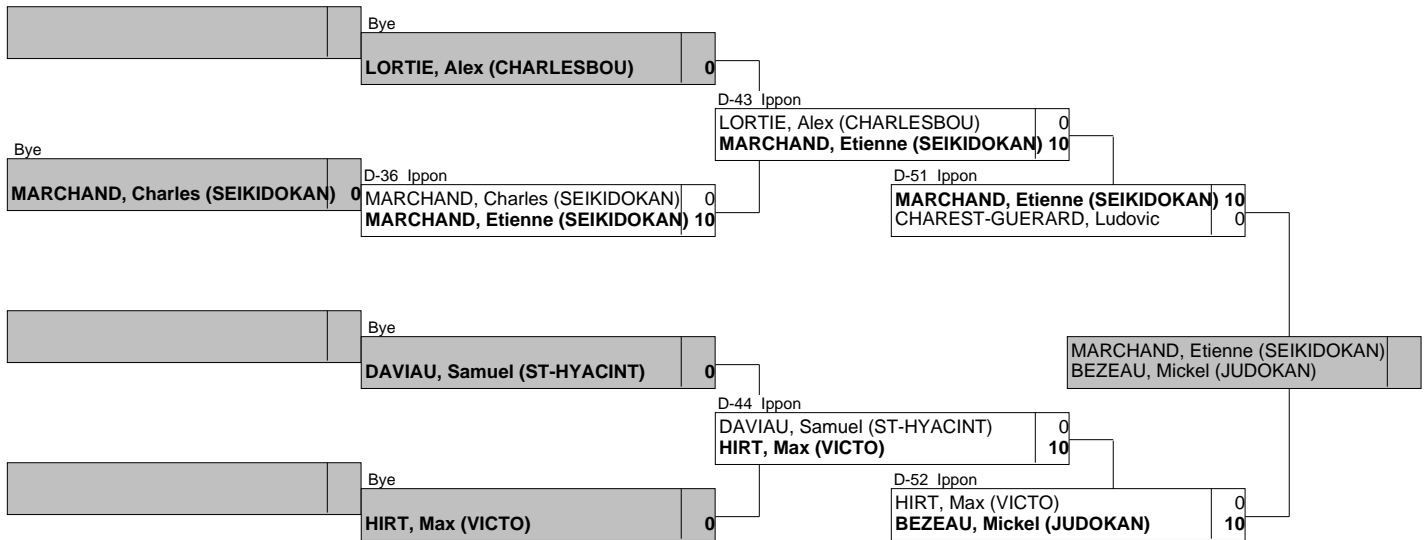 Bye
LORTIE, Alex (CHARLESBOU) 0
D-43 Ippon
LORTIE, Alex (CHARLESBOU) 0
MARCHAND, Etienne (SEIKIDOKAN) 10
Bye
MARCHAND, Charles (SEIKIDOKAN) 0
D-36 Ippon
MARCHAND, Charles (SEIKIDOKAN) 0
MARCHAND, Etienne (SEIKIDOKAN) 10
D-51 Ippon
MARCHAND, Etienne (SEIKIDOKAN) 10
CHAREST-GUERARD, Ludovic 0
Bye
DAVIAU, Samuel (ST-HYACINT) 0
MARCHAND, Etienne (SEIKIDOKAN)
BEZEAU, Mickel (JUDOKAN)
D-44 Ippon
DAVIAU, Samuel (ST-HYACINT) 0
HIRT, Max (VICTO) 10
Bye
HIRT, Max (VICTO) 0
D-52 Ippon
HIRT, Max (VICTO) 0
BEZEAU, Mickel (JUDOKAN) 10